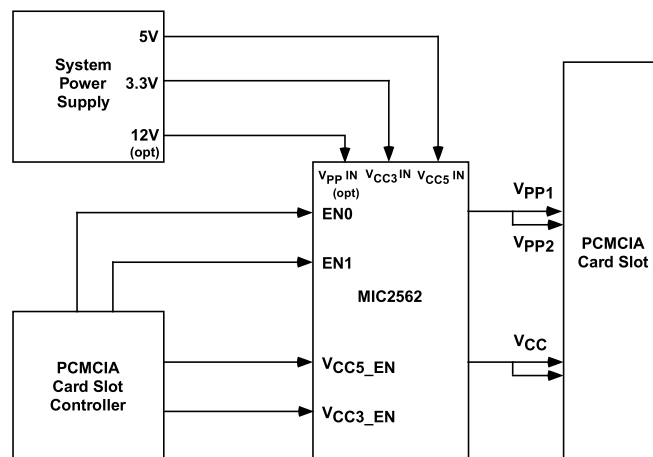 5V
System
Power
Supply
3.3V
12V
(opt)
VPP IN
(opt)
VCC3 IN
VCC5 IN
EN0
EN1
MIC2562
VCC5_EN
VCC3_EN
VPP1
VPP2
VCC
PCMCIA
Card Slot
PCMCIA
Card Slot
Controller